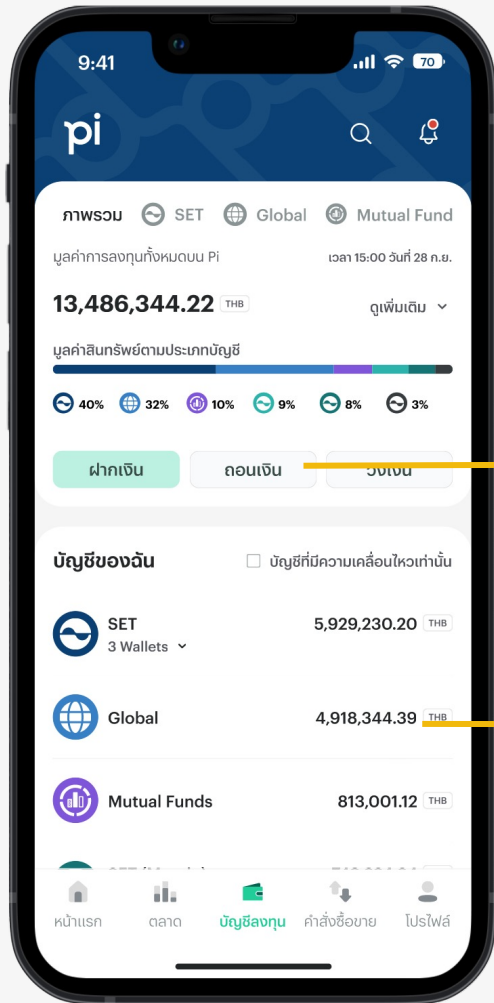 9:41
70
pi
ภาพรวม SET Global Mutual Fund
มูลค่าการลงทุนทั้งหมดบน Pi เวลา 15:00 วันที่ 28 ก.ย.
13,486,344.22 THB ดูเพิ่มเติม
มูลค่าสินทรัพย์ตามประเภทบัญชี
40% 32% 10% 9% 8% 3%
ฝากเงิน ถอนเงิน วงเงิน
บัญชีของฉัน บัญชีที่มีความเคลื่อนไหวเท่านั้น
SET 5,929,230.20 THB
3 Wallets
Global 4,918,344.39 THB
Mutual Funds 813,001.12 THB
หน้าแรก ตลาด บัญชีลงทุน คำสั่งซื้อขาย โปรไฟล์